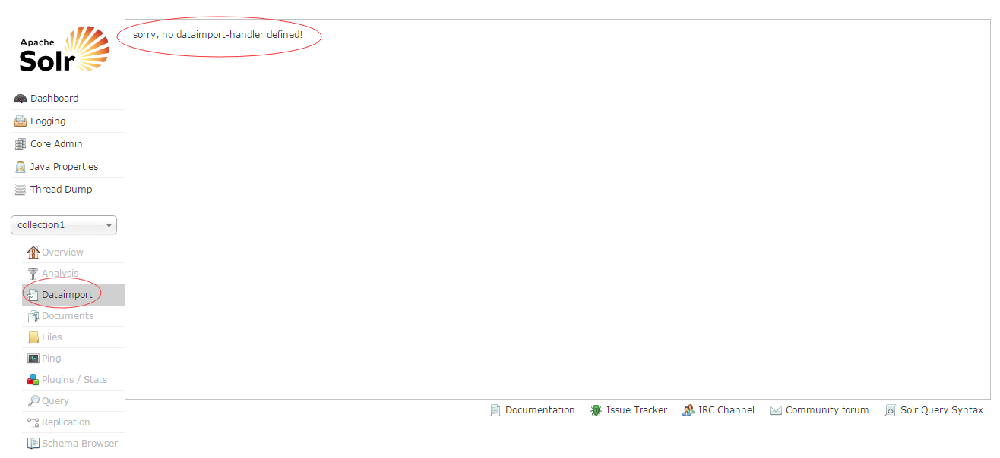 Apache
Solr
Dashboard
Logging
Core Admin
Java Properties
Thread Dump
collection1
Overview
Analysis
Dataimport
Documents
Files
Ping
Plugins / Stats
Query
Replication
Schema Browser
sorry, no dataimport-handler defined!
Documentation
Issue Tracker
IRC Channel
Community forum
Solr Query Syntax